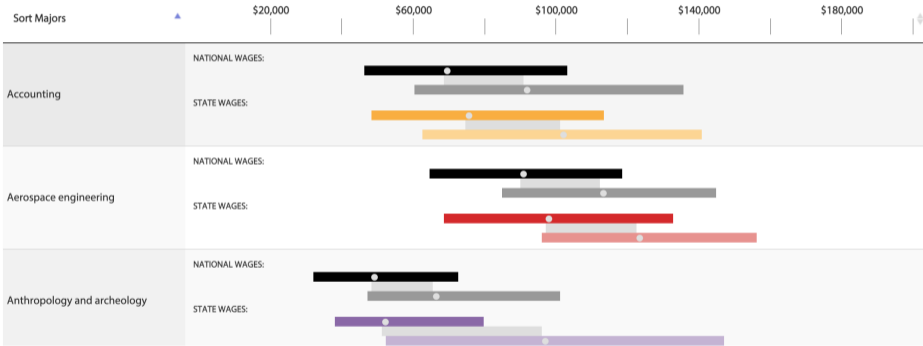 Sort Majors $20,000 $60,000 $100,000 $140,000 $180,000
NATIONAL WAGES:
Accounting
STATE WAGES:
NATIONAL WAGES:
Aerospace engineering
STATE WAGES:
NATIONAL WAGES:
Anthropology and archeology
STATE WAGES: